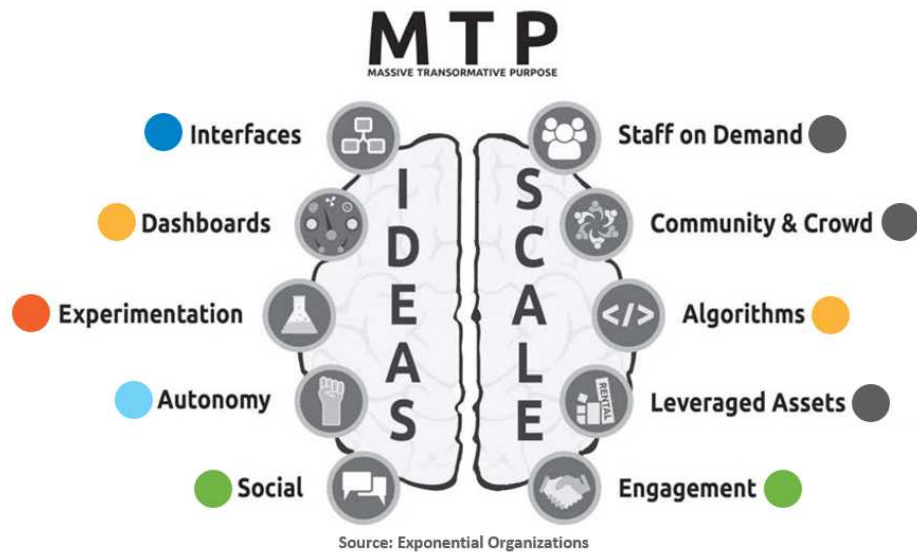 MTP
MASSIVE TRANSORMATIVE PURPOSE
Interfaces
Dashboards
Experimentation
Autonomy
Social
IDEAS
SCALE
Staff on Demand
Community & Crowd
</>
Algorithms
RENTAL
Leveraged Assets
Engagement
Source: Exponential Organizations